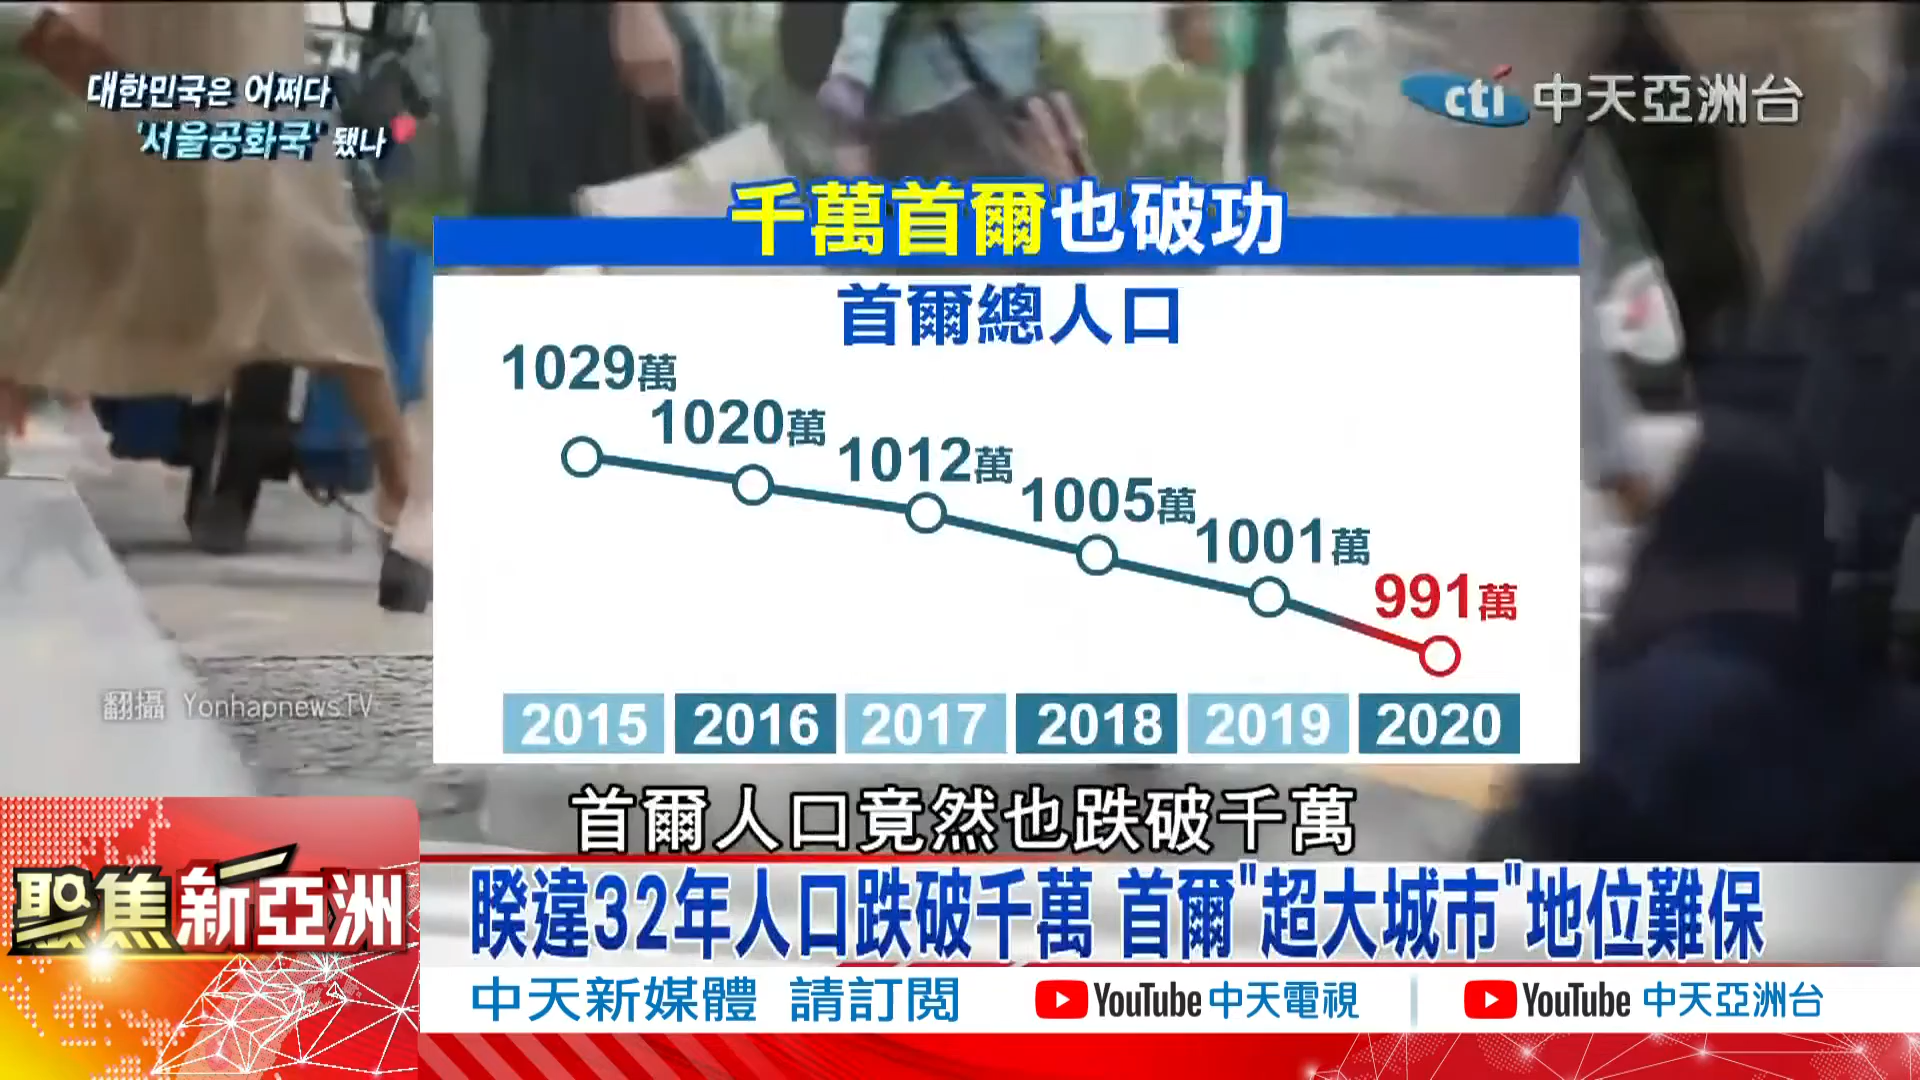 대한민국은 어쩌다
'서울공화국' 됐나
cti 中天亞洲台
千萬首爾也破功
首爾總人口
1029萬
1020萬
1012萬
1005萬
1001萬
991萬
2015 2016 2017 2018 2019 2020
翻攝 YonhapnewsTV
首爾人口竟然也跌破千萬
聚焦新亞洲
睽違32年人口跌破千萬 首爾"超大城市"地位難保
中天新媒體 請訂閱 YouTube 中天電視 YouTube 中天亞洲台